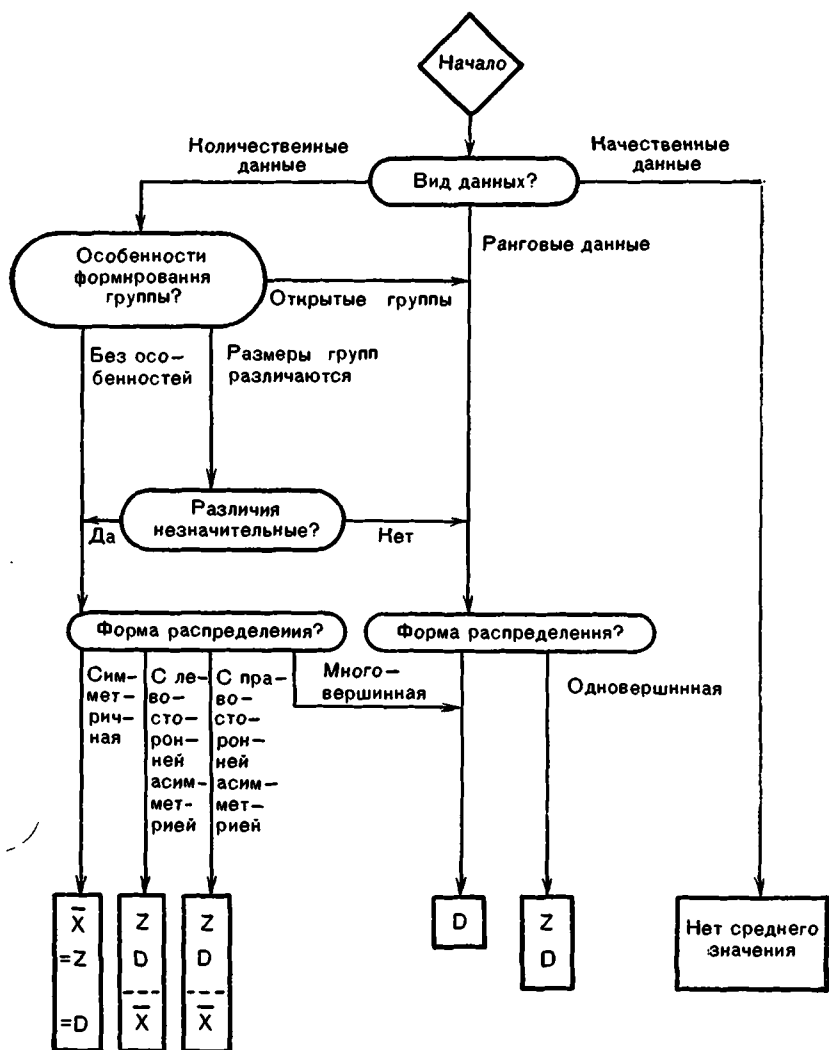 Начало
Количественные
данные
Качественные
данные
Вид данных?
Ранговые данные
Особенности
формирования
группы?
Открытые группы
Без осо–
бенностей
Размеры групп
различаются
Различия
незначительные?
Да
Нет
Форма распределения?
Форма распределення?
Сим–
мет-
рич-
ная
С ле–
во–
сто–
рон–
ней
асим–
мет-
рией
С пра–
во–
сто–
рон–
ней
асим–
мет-
рией
Много–
вершинная
Одновершннная
X̅
=Z
=D
Z
D
----
X̅
Z
D
----
X̅
D
Z
D
Нет среднего
значения